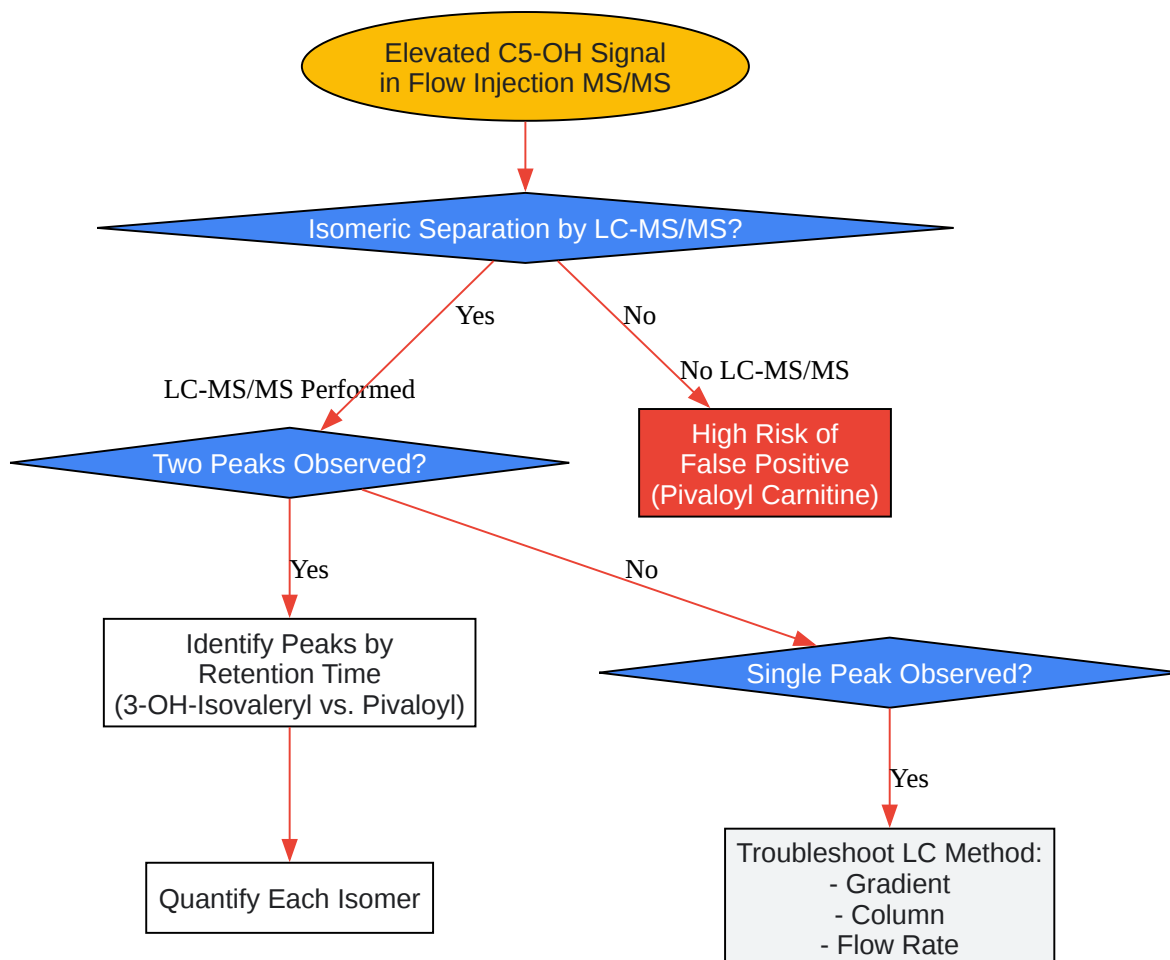 Elevated C5-OH Signal
in Flow Injection MS/MS
Isomeric Separation by LC-MS/MS?
Yes
No
LC-MS/MS Performed
No LC-MS/MS
Two Peaks Observed?
High Risk of
False Positive
(Pivaloyl Carnitine)
Yes
No
Identify Peaks by
Retention Time
(3-OH-Isovaleryl vs. Pivaloyl)
Single Peak Observed?
Yes
Quantify Each Isomer
Troubleshoot LC Method:
- Gradient
- Column
- Flow Rate